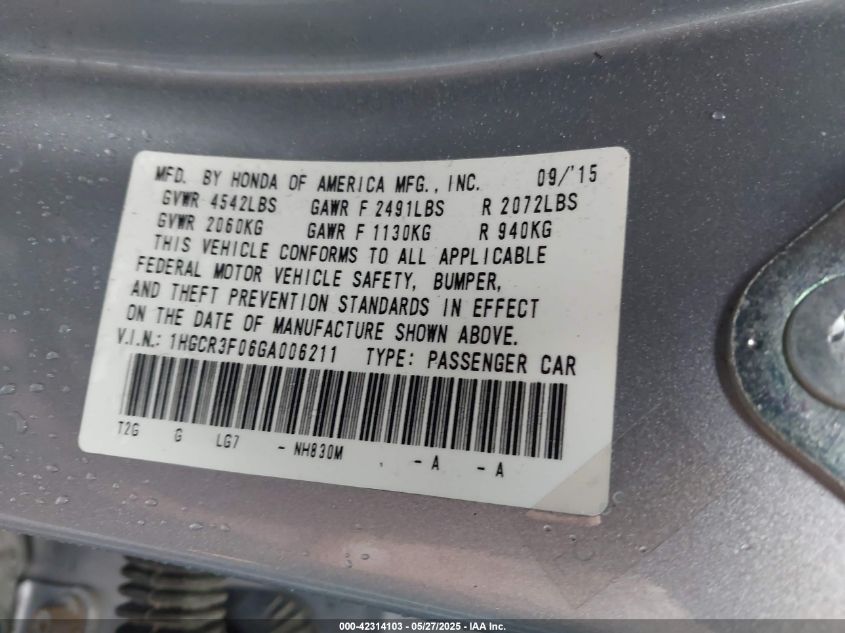 MFD. BY HONDA OF AMERICA MFG., INC. 09/'15
GVWR 4542LBS GAWR F 2491LBS R 2072LBS
GVWR 2060KG GAWR F 1130KG R 940KG
THIS VEHICLE CONFORMS TO ALL APPLICABLE
FEDERAL MOTOR VEHICLE SAFETY, BUMPER,
AND THEFT PREVENTION STANDARDS IN EFFECT
ON THE DATE OF MANUFACTURE SHOWN ABOVE.
V.I.N.: 1HGCR3F06GA006211 TYPE: PASSENGER CAR
T2G G LG7 - NH830M - A - A
000-42314103 — 05/27/2025 — IAA Inc.